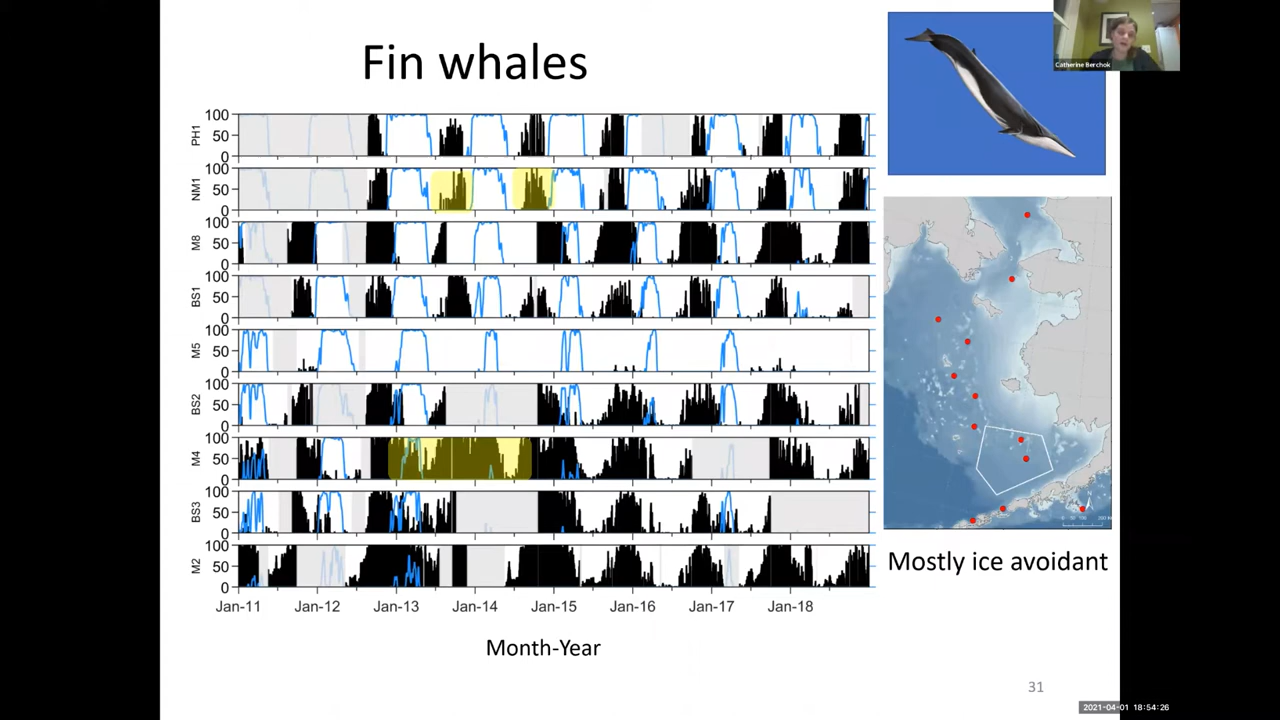 Fin whales
Catherine Berchok
PH1
100
50
0
NM1
100
50
0
M8
100
50
0
BS1
100
50
0
M5
100
50
0
BS2
100
50
0
M4
100
50
0
BS3
100
50
0
M2
100
50
0
Jan-11 Jan-12 Jan-13 Jan-14 Jan-15 Jan-16 Jan-17 Jan-18
Month-Year
Mostly ice avoidant
31
2021-04-01 18:54:26